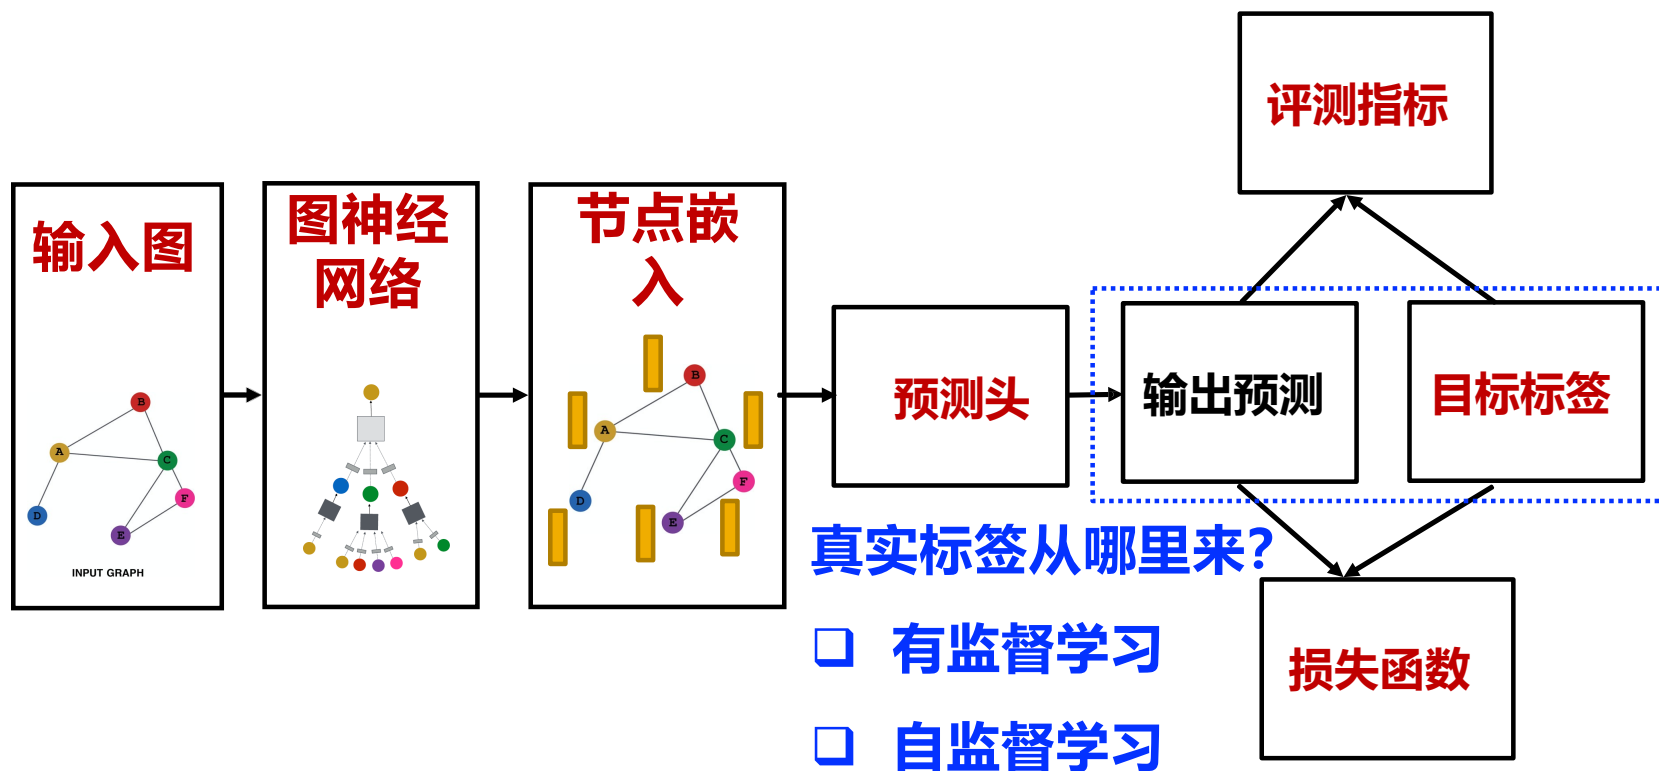 评测指标
输入图
图神经
网络
节点嵌
入
预测头
输出预测
目标标签
B
A
C
F
D
E
INPUT GRAPH
B
A
C
F
D
E
真实标签从哪里来?
❑ 有监督学习
❑ 自监督学习
损失函数